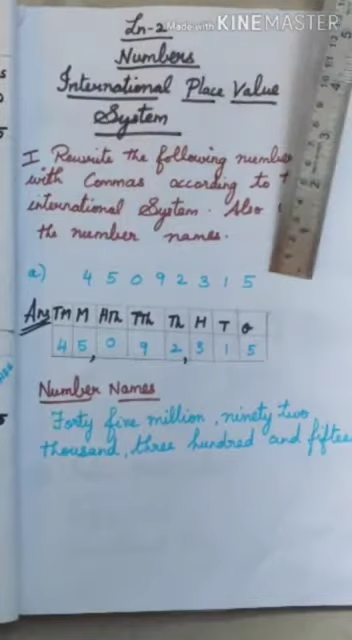 Made with KINEMASTER
Ln-2
Numbers
International Place Value
System
I Rewrite the following number
with Commas according to
international System. Also
the number names.
a) 4 5 0 9 2 3 1 5
Ans TM M HTh TTh Th H T O
4 5, 0 9 2, 3 1 5
Number Names
Forty five million, ninety two
thousand, three hundred and fifteen